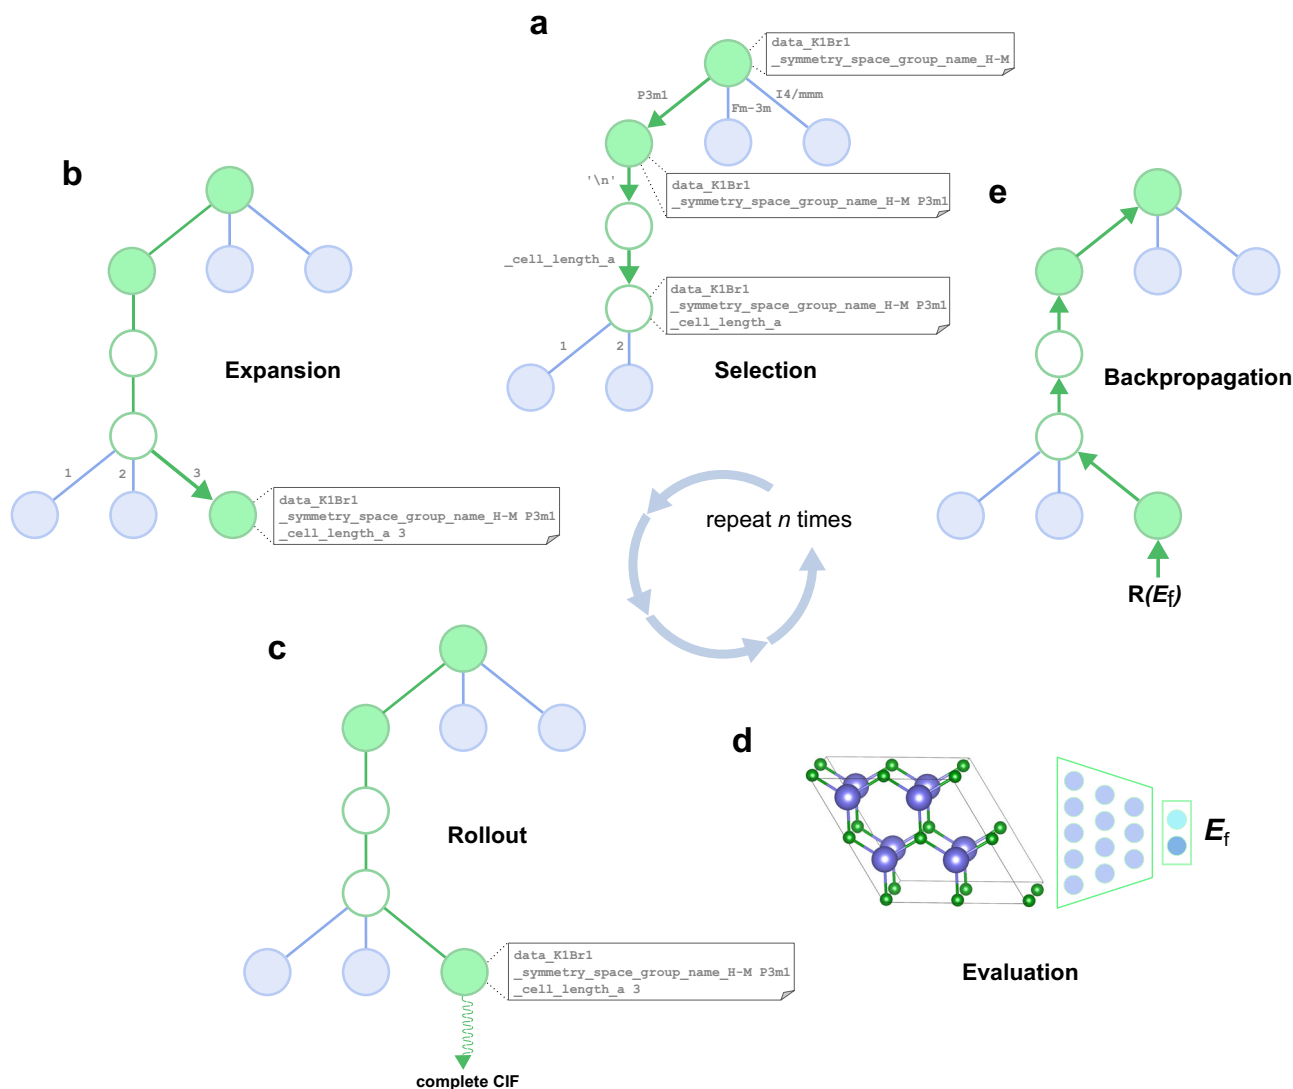 a
data_K1Br1
_symmetry_space_group_name_H-M
P3m1
Fm-3m
I4/mmm
'\n'
data_K1Br1
_symmetry_space_group_name_H-M P3m1
_cell_length_a
data_K1Br1
_symmetry_space_group_name_H-M P3m1
_cell_length_a
1
2
Selection
b
Expansion
1
2
3
data_K1Br1
_symmetry_space_group_name_H-M P3m1
_cell_length_a 3
e
Backpropagation
R(Ef)
repeat n times
c
Rollout
data_K1Br1
_symmetry_space_group_name_H-M P3m1
_cell_length_a 3
complete CIF
d
Ef
Evaluation